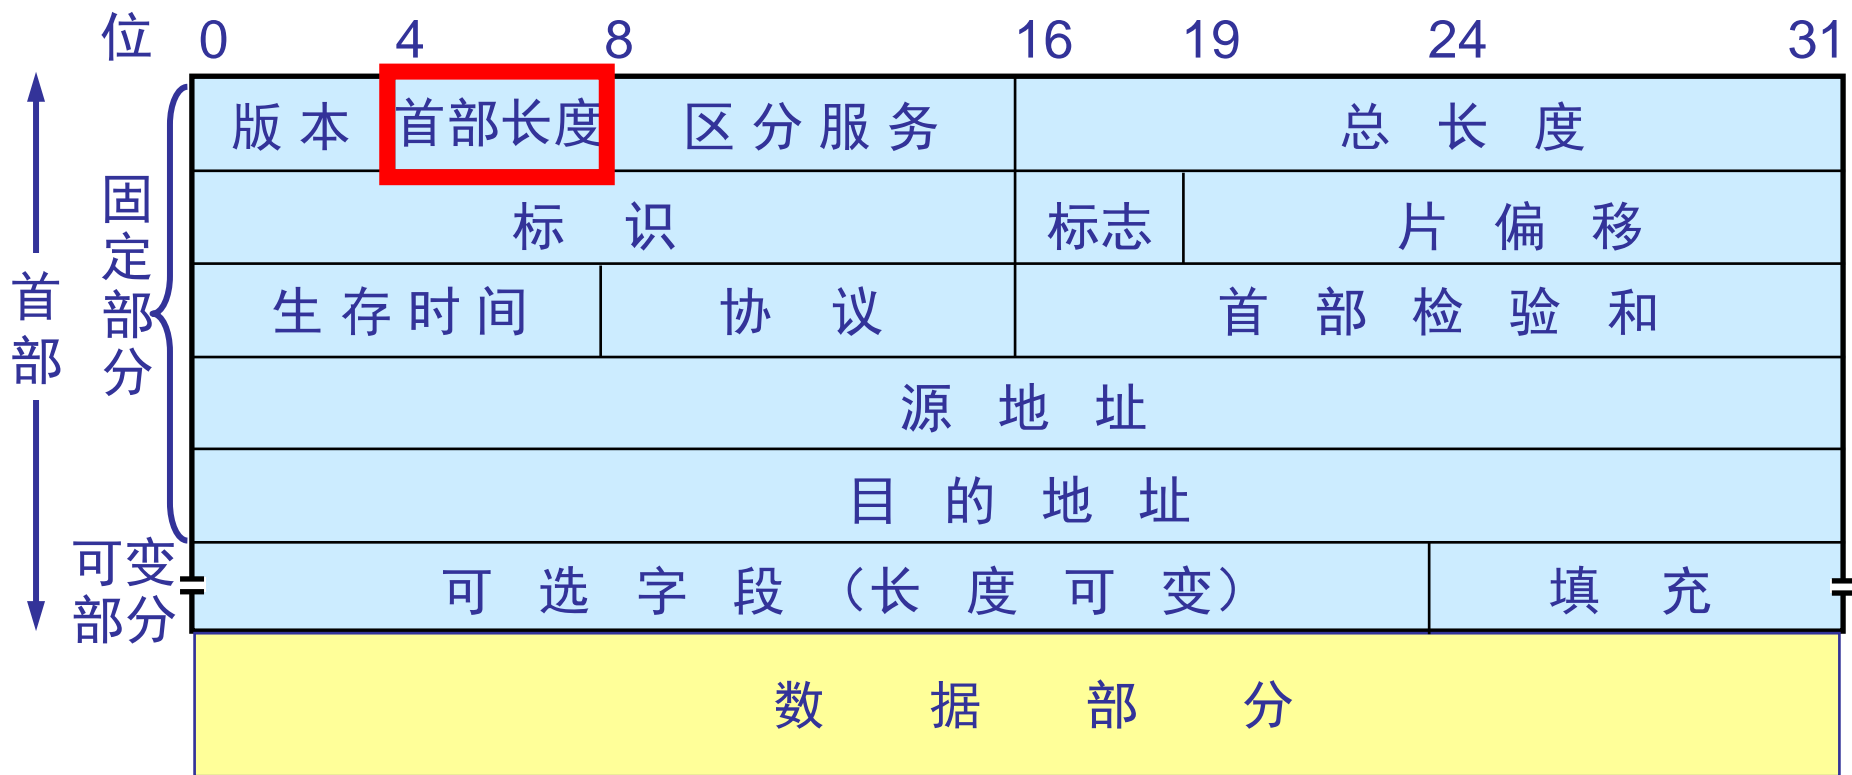 位 0 4 8 16 19 24 31
版本 首部长度 区分服务 总长度
标识 标志 片偏移
生存时间 协议 首部检验和
源地址
目的地址
可选字段（长度可变） 填充
数据部分
首部
固定部分
可变
部分